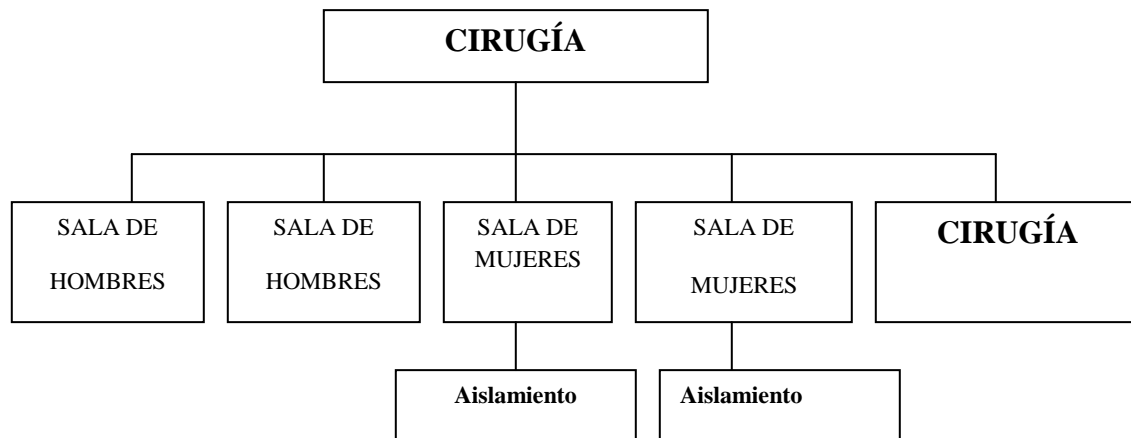 CIRUGÍA
SALA DE
HOMBRES
SALA DE
HOMBRES
SALA DE
MUJERES
SALA DE
MUJERES
CIRUGÍA
Aislamiento
Aislamiento